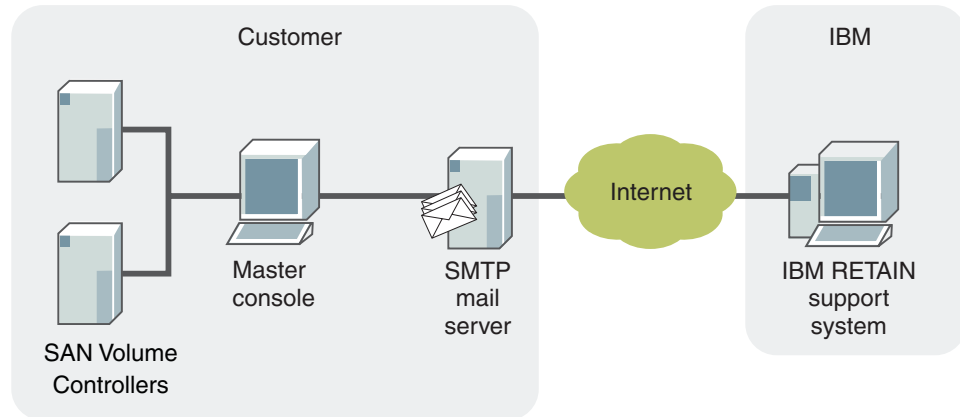 Customer
IBM
Internet
Master
console
SMTP
mail
server
IBM RETAIN
support
system
SAN Volume
Controllers